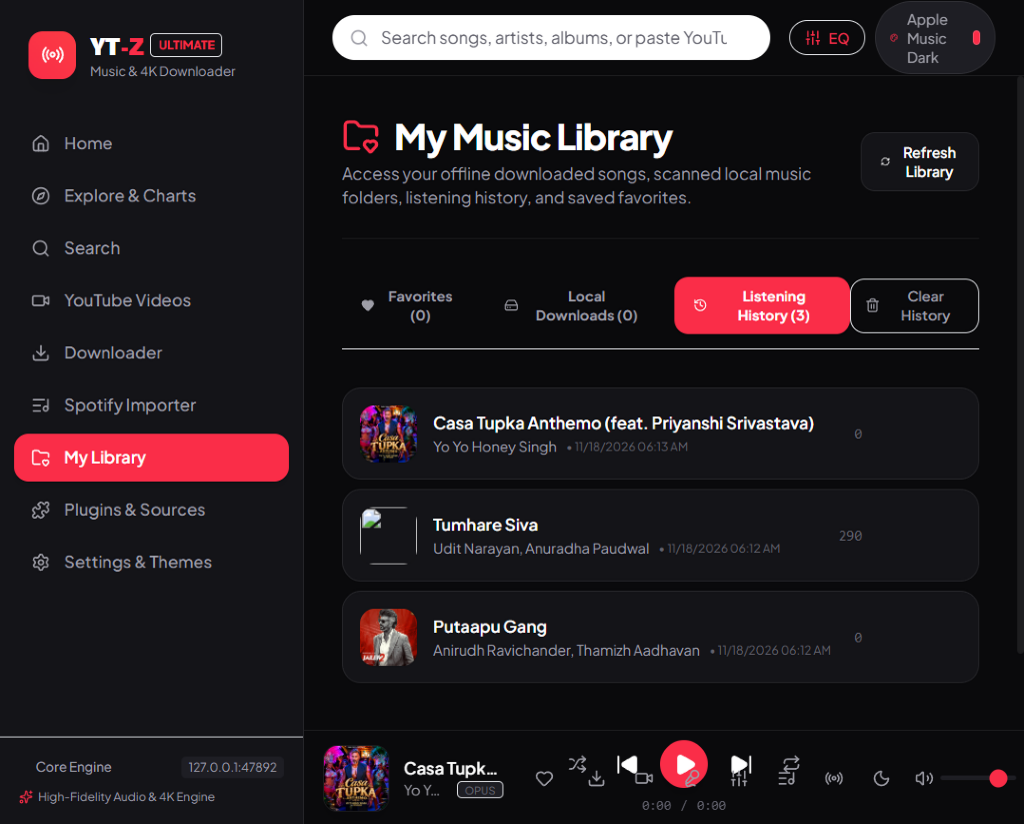 YT-Z ULTIMATE
Music & 4K Downloader
Home
Explore & Charts
Search
YouTube Videos
Downloader
Spotify Importer
My Library
Plugins & Sources
Settings & Themes
Core Engine 127.0.0.1:47892
High-Fidelity Audio & 4K Engine
Search songs, artists, albums, or paste YouTu
EQ
Apple
Music
Dark
My Music Library
Access your offline downloaded songs, scanned local music
folders, listening history, and saved favorites.
Refresh
Library
Favorites
(0)
Local
Downloads (0)
Listening
History (3)
Clear
History
Casa Tupka Anthemo (feat. Priyanshi Srivastava)
Yo Yo Honey Singh • 11/18/2026 06:13 AM
0
Tumhare Siva
Udit Narayan, Anuradha Paudwal • 11/18/2026 06:12 AM
290
Putaapu Gang
Anirudh Ravichander, Thamizh Aadhavan • 11/18/2026 06:12 AM
0
Casa
TUPKA
Casa
TUPKA
Casa Tupk...
Yo Y... OPUS
0:00 / 0:00